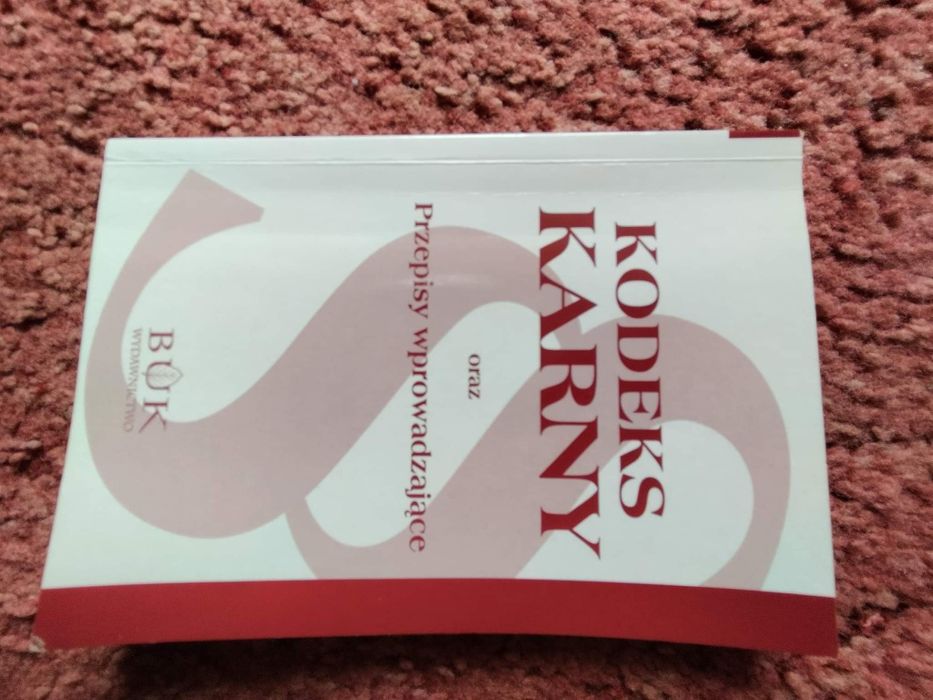 KODEKS
KARNY
oraz
Przepisy wprowadzające
BUK
WYDAWNICTWO